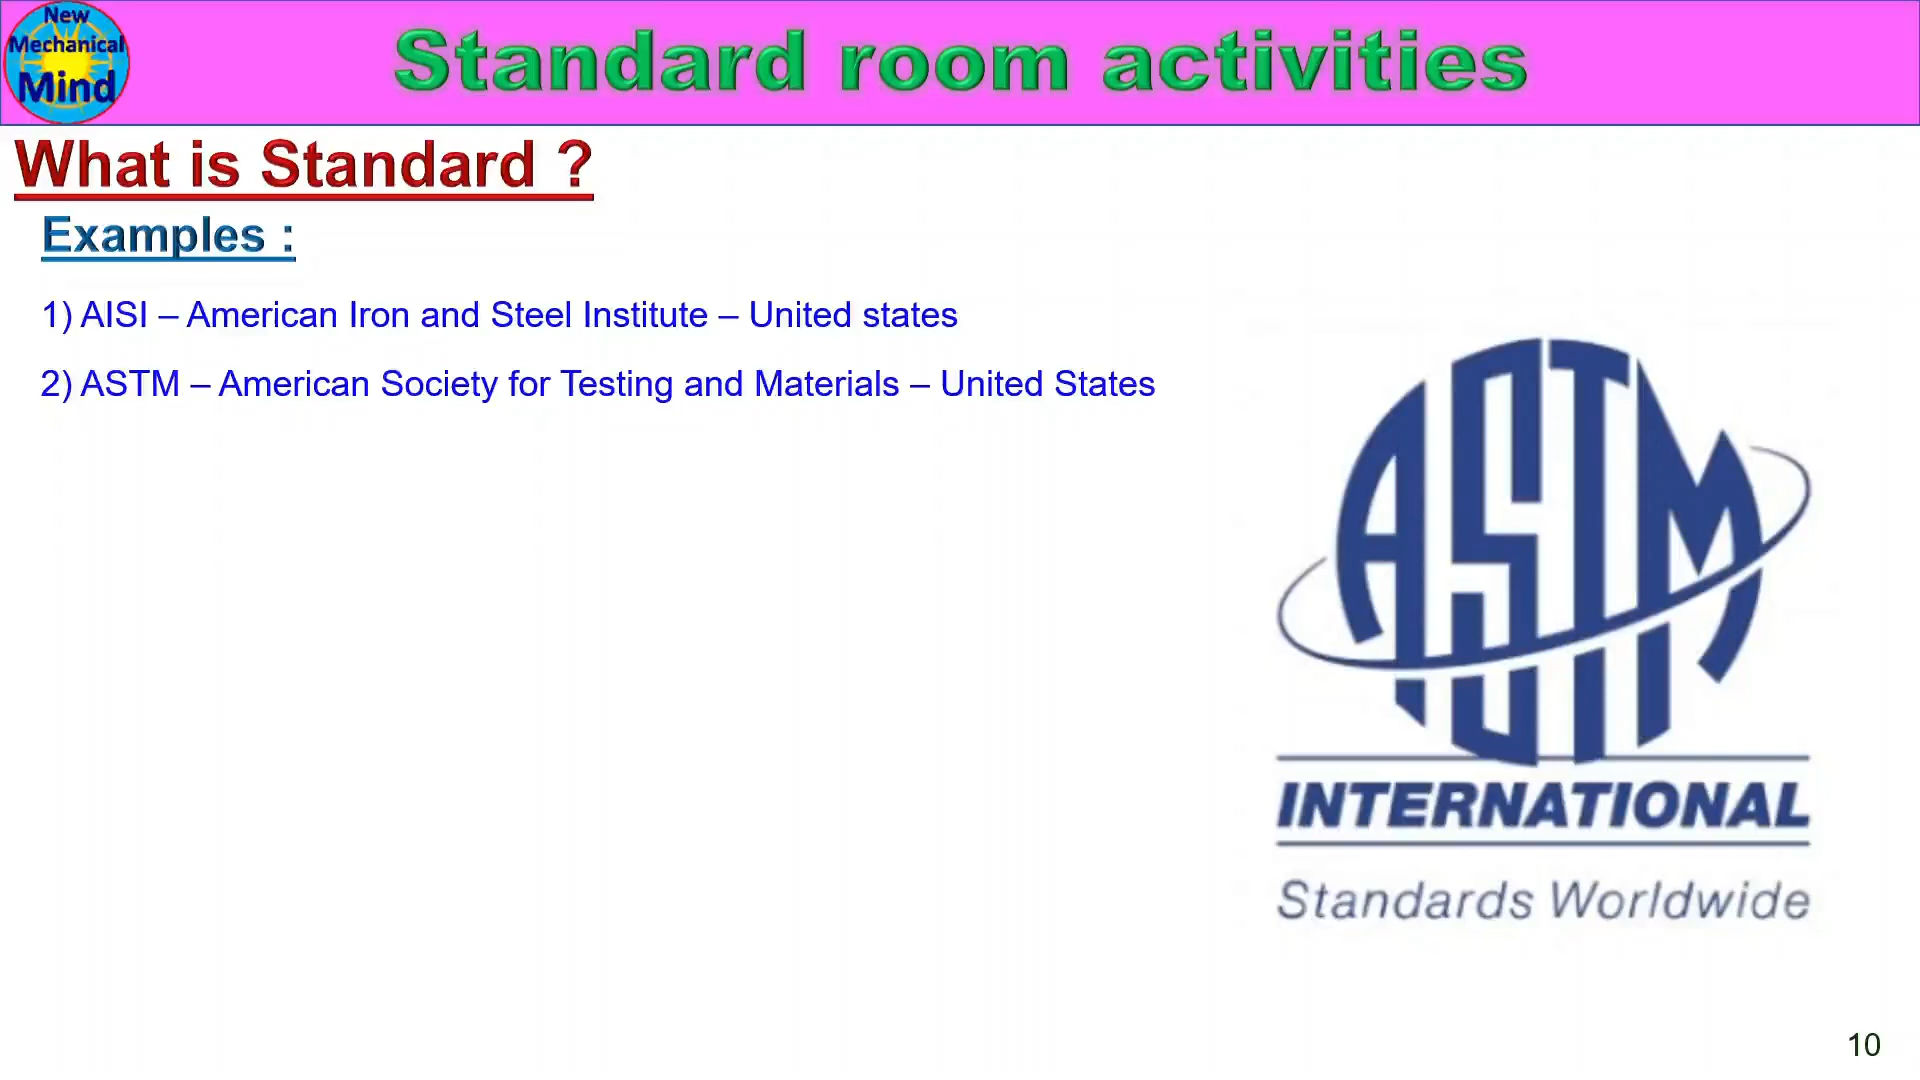 New
Mechanical
Mind
Standard room activities
What is Standard ?
Examples :
1) AISI – American Iron and Steel Institute – United states
2) ASTM – American Society for Testing and Materials – United States
ASTM
INTERNATIONAL
Standards Worldwide
10